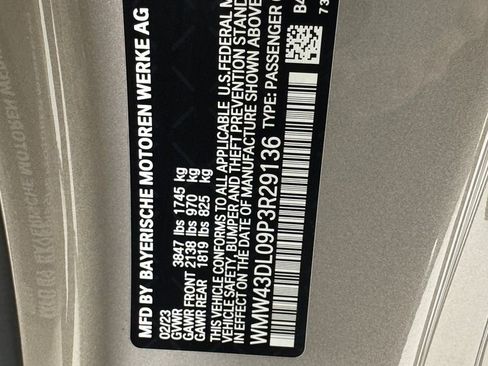 MFD BY BAYERISCHE MOTOREN WERKE AG
02/23
GVWR 3847 lbs 1745 kg
GAWR FRONT 2138 lbs 970 kg
GAWR REAR 1819 lbs 825 kg
THIS VEHICLE CONFORMS TO ALL APPLICABLE U.S.FEDERAL M
VEHICLE SAFETY, BUMPER, AND THEFT PREVENTION STAND
IN EFFECT ON THE DATE OF MANUFACTURE SHOWN ABOVE
WMW43DL09P3R29136 TYPE: PASSENGER
B4
73